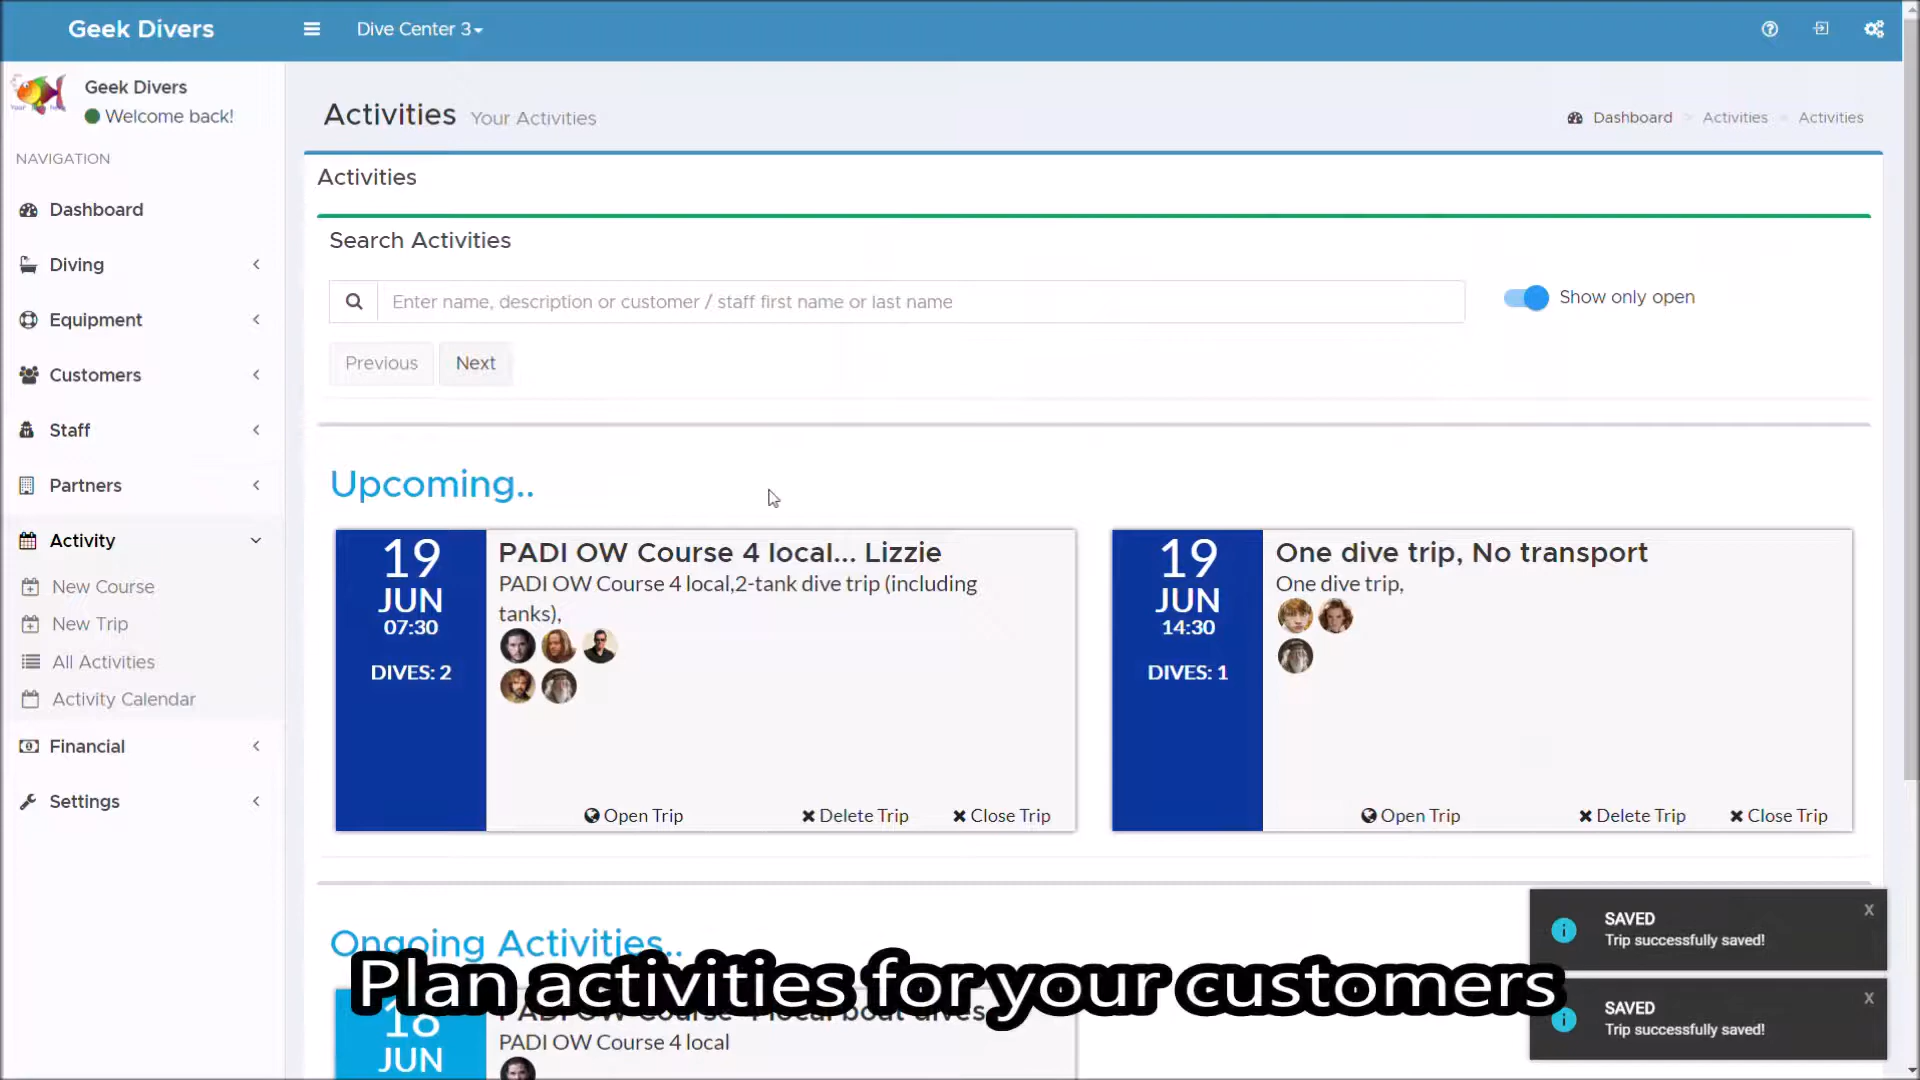 Geek Divers
Dive Center 3
Geek Divers
Welcome back!
NAVIGATION
Dashboard
Diving
Equipment
Customers
Staff
Partners
Activity
New Course
New Trip
All Activities
Activity Calendar
Financial
Settings
Activities Your Activities
Dashboard
Activities
Activities
Activities
Search Activities
Enter name, description or customer / staff first name or last name
Show only open
Previous
Next
Upcoming..
19
JUN
07:30
DIVES: 2
PADI OW Course 4 local... Lizzie
PADI OW Course 4 local,2-tank dive trip (including
tanks),
Open Trip
Delete Trip
Close Trip
19
JUN
14:30
DIVES: 1
One dive trip, No transport
One dive trip,
Open Trip
Delete Trip
Close Trip
Ongoing Activities..
18
JUN
PADI OW Course 4 local boat dives
PADI OW Course 4 local
Plan activities for your customers
SAVED
x
Trip successfully saved!
SAVED
x
Trip successfully saved!